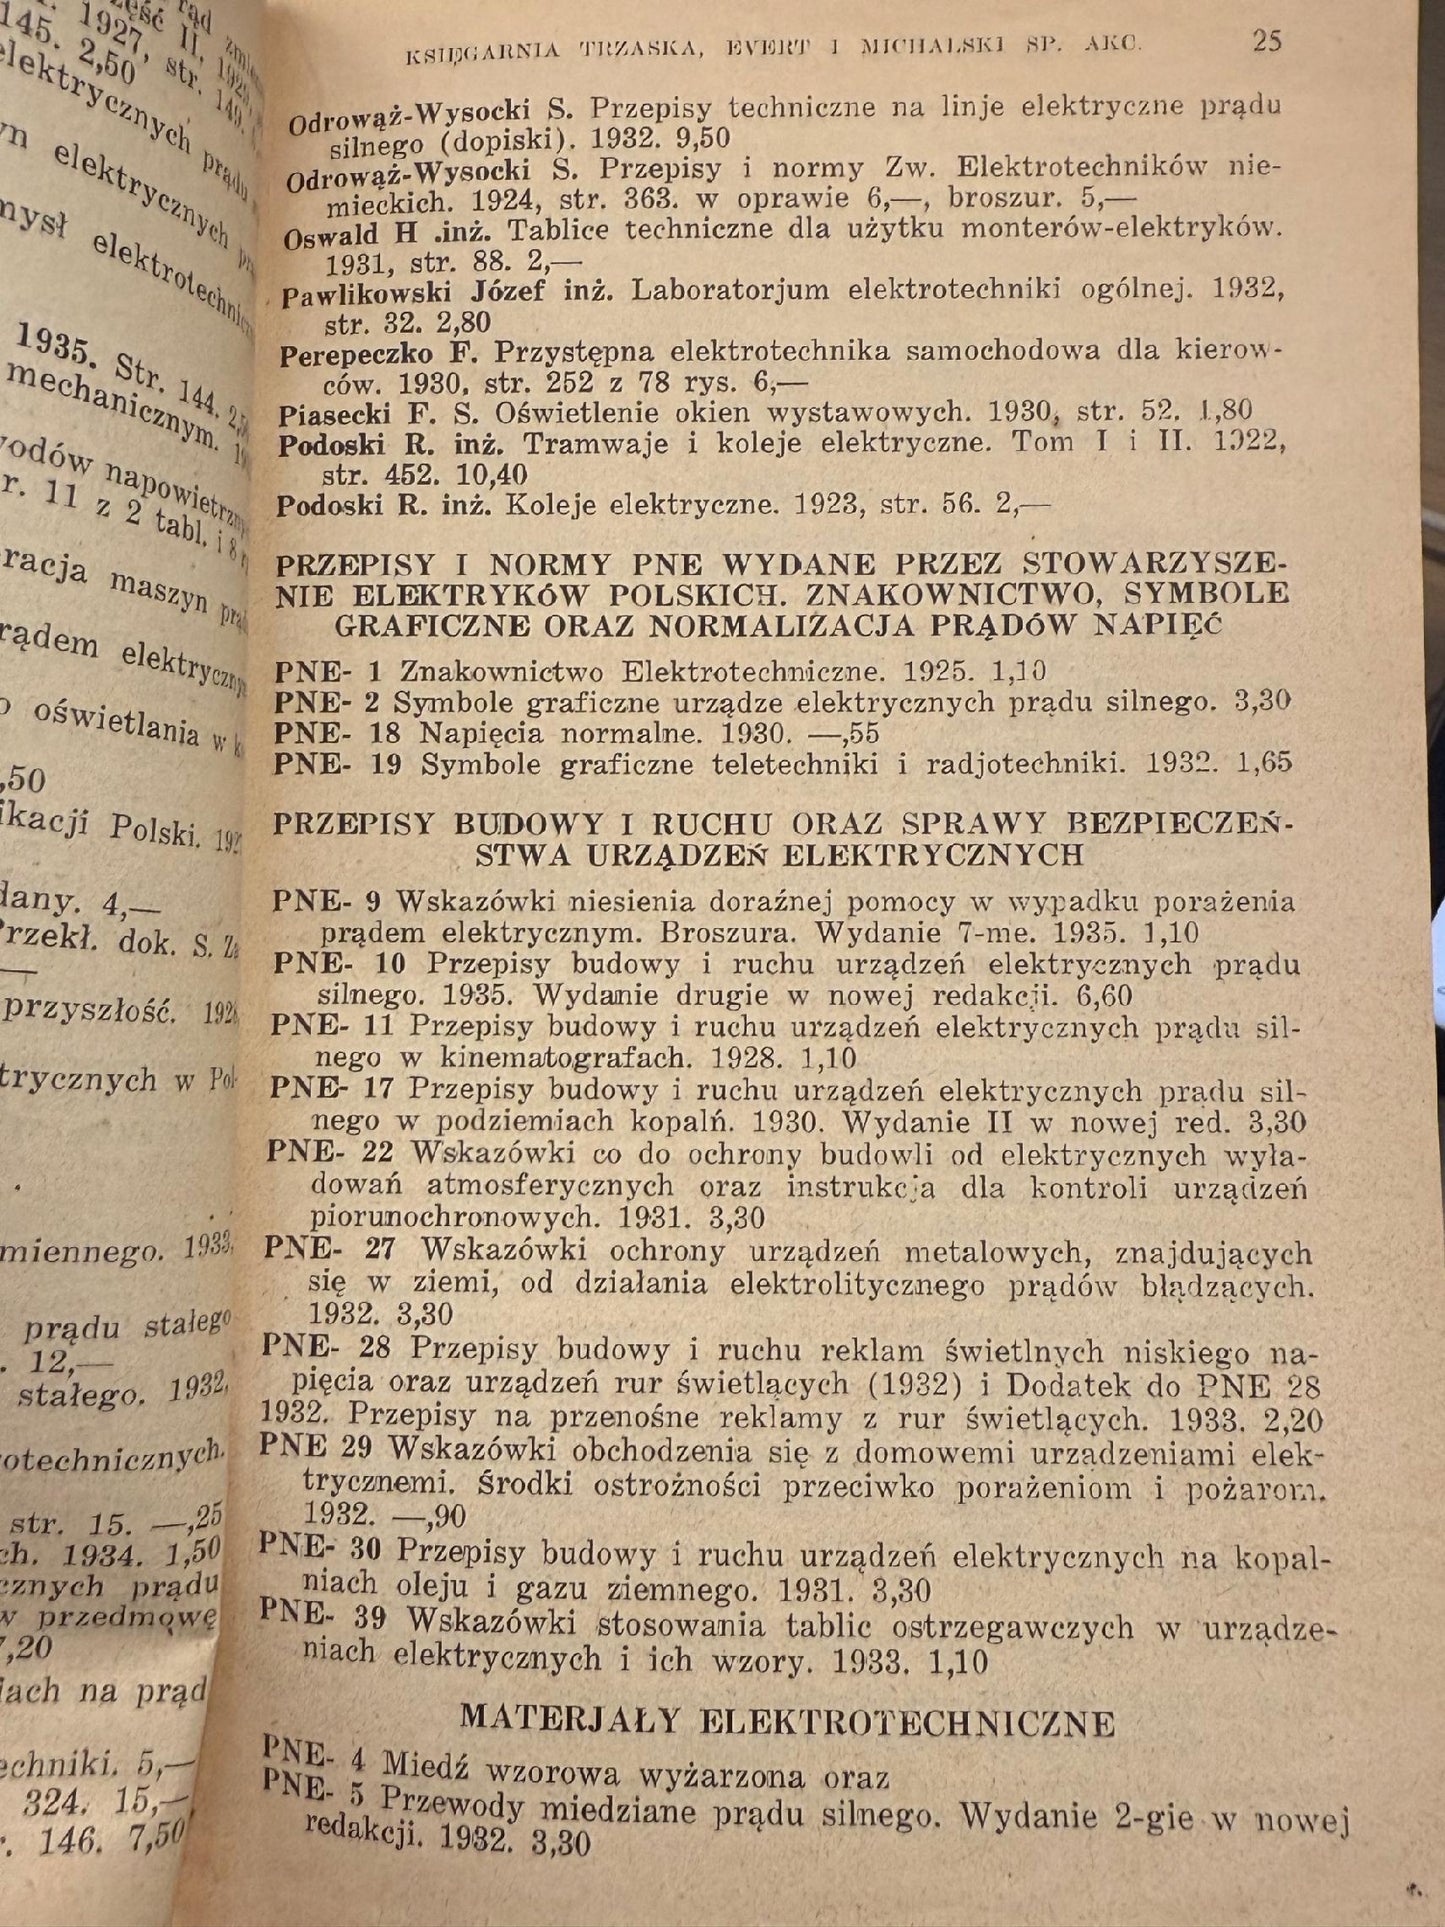 KSIĘGARNIA TRZASKA, EVERT I MICHALSKI SP. AKC. 25
Odrowąż-Wysocki S. Przepisy techniczne na linje elektryczne prądu
silnego (dopiski). 1932. 9,50
Odrowąż-Wysocki S. Przepisy i normy Zw. Elektrotechników nie-
mieckich. 1924, str. 363. w oprawie 6,—, broszur. 5,—
Oswald H .inż. Tablice techniczne dla użytku monterów-elektryków.
1931, str. 88. 2,—
Pawlikowski Józef inż. Laboratorjum elektrotechniki ogólnej. 1932,
str. 32. 2,80
Perepeczko F. Przystępna elektrotechnika samochodowa dla kierow-
ców. 1930, str. 252 z 78 rys. 6,—
Piasecki F. S. Oświetlenie okien wystawowych. 1930, str. 52. 1,80
Podoski R. inż. Tramwaje i koleje elektryczne. Tom I i II. 1922,
str. 452. 10,40
Podoski R. inż. Koleje elektryczne. 1923, str. 56. 2,—
PRZEPISY I NORMY PNE WYDANE PRZEZ STOWARZYSZE-
NIE ELEKTRYKÓW POLSKICH. ZNAKOWNICTWO, SYMBOLE
GRAFICZNE ORAZ NORMALIZACJA PRĄDÓW NAPIĘĆ
PNE- 1 Znakownictwo Elektrotechniczne. 1925. 1,10
PNE- 2 Symbole graficzne urządze elektrycznych prądu silnego. 3,30
PNE- 18 Napięcia normalne. 1930. —,55
PNE- 19 Symbole graficzne teletechniki i radjotechniki. 1932. 1,65
PRZEPISY BUDOWY I RUCHU ORAZ SPRAWY BEZPIECZEŃ-
STWA URZĄDZEŃ ELEKTRYCZNYCH
PNE- 9 Wskazówki niesienia doraźnej pomocy w wypadku porażenia
prądem elektrycznym. Broszura. Wydanie 7-me. 1935. 1,10
PNE- 10 Przepisy budowy i ruchu urządzeń elektrycznych prądu
silnego. 1935. Wydanie drugie w nowej redakcji. 6,60
PNE- 11 Przepisy budowy i ruchu urządzeń elektrycznych prądu sil-
nego w kinematografach. 1928. 1,10
PNE- 17 Przepisy budowy i ruchu urządzeń elektrycznych prądu sil-
nego w podziemiach kopalń. 1930. Wydanie II w nowej red. 3,30
PNE- 22 Wskazówki co do ochrony budowli od elektrycznych wyła-
dowań atmosferycznych oraz instrukcja dla kontroli urządzeń
piorunochronowych. 1931. 3,30
PNE- 27 Wskazówki ochrony urządzeń metalowych, znajdujących
się w ziemi, od działania elektrolitycznego prądów błądzących.
1932. 3,30
PNE- 28 Przepisy budowy i ruchu reklam świetlnych niskiego na-
pięcia oraz urządzeń rur świetlących (1932) i Dodatek do PNE 28
1932. Przepisy na przenośne reklamy z rur świetlących. 1933. 2,20
PNE 29 Wskazówki obchodzenia się z domowemi urządzeniami elek-
trycznemi. Środki ostrożności przeciwko porażeniom i pożarom.
1932. —,90
PNE- 30 Przepisy budowy i ruchu urządzeń elektrycznych na kopal-
niach oleju i gazu ziemnego. 1931. 3,30
PNE- 39 Wskazówki stosowania tablic ostrzegawczych w urządze-
niach elektrycznych i ich wzory. 1933. 1,10
MATERJAŁY ELEKTROTECHNICZNE
PNE- 4 Miedź wzorowa wyżarzona oraz
PNE- 5 Przewody miedziane prądu silnego. Wydanie 2-gie w nowej
redakcji. 1932. 3,30